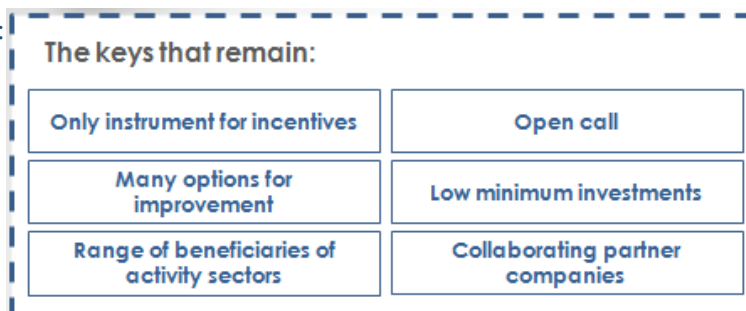 The keys that remain:
Only instrument for incentives
Open call
Many options for
improvement
Low minimum investments
Range of beneficiaries of
activity sectors
Collaborating partner
companies